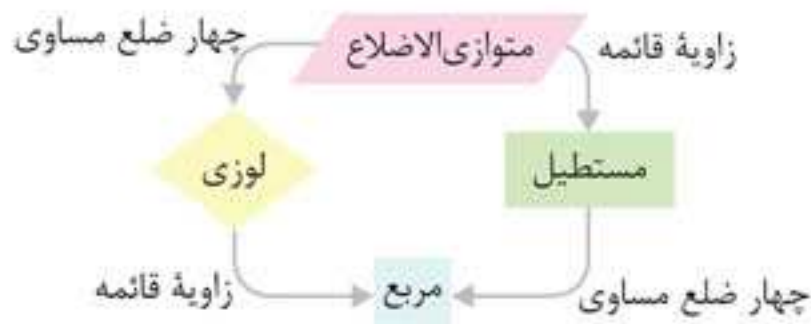 زاویهٔ قائمه
متوازی‌الاضلاع
چهار ضلع مساوی
مستطیل
لوزی
چهار ضلع مساوی
مربع
زاویهٔ قائمه